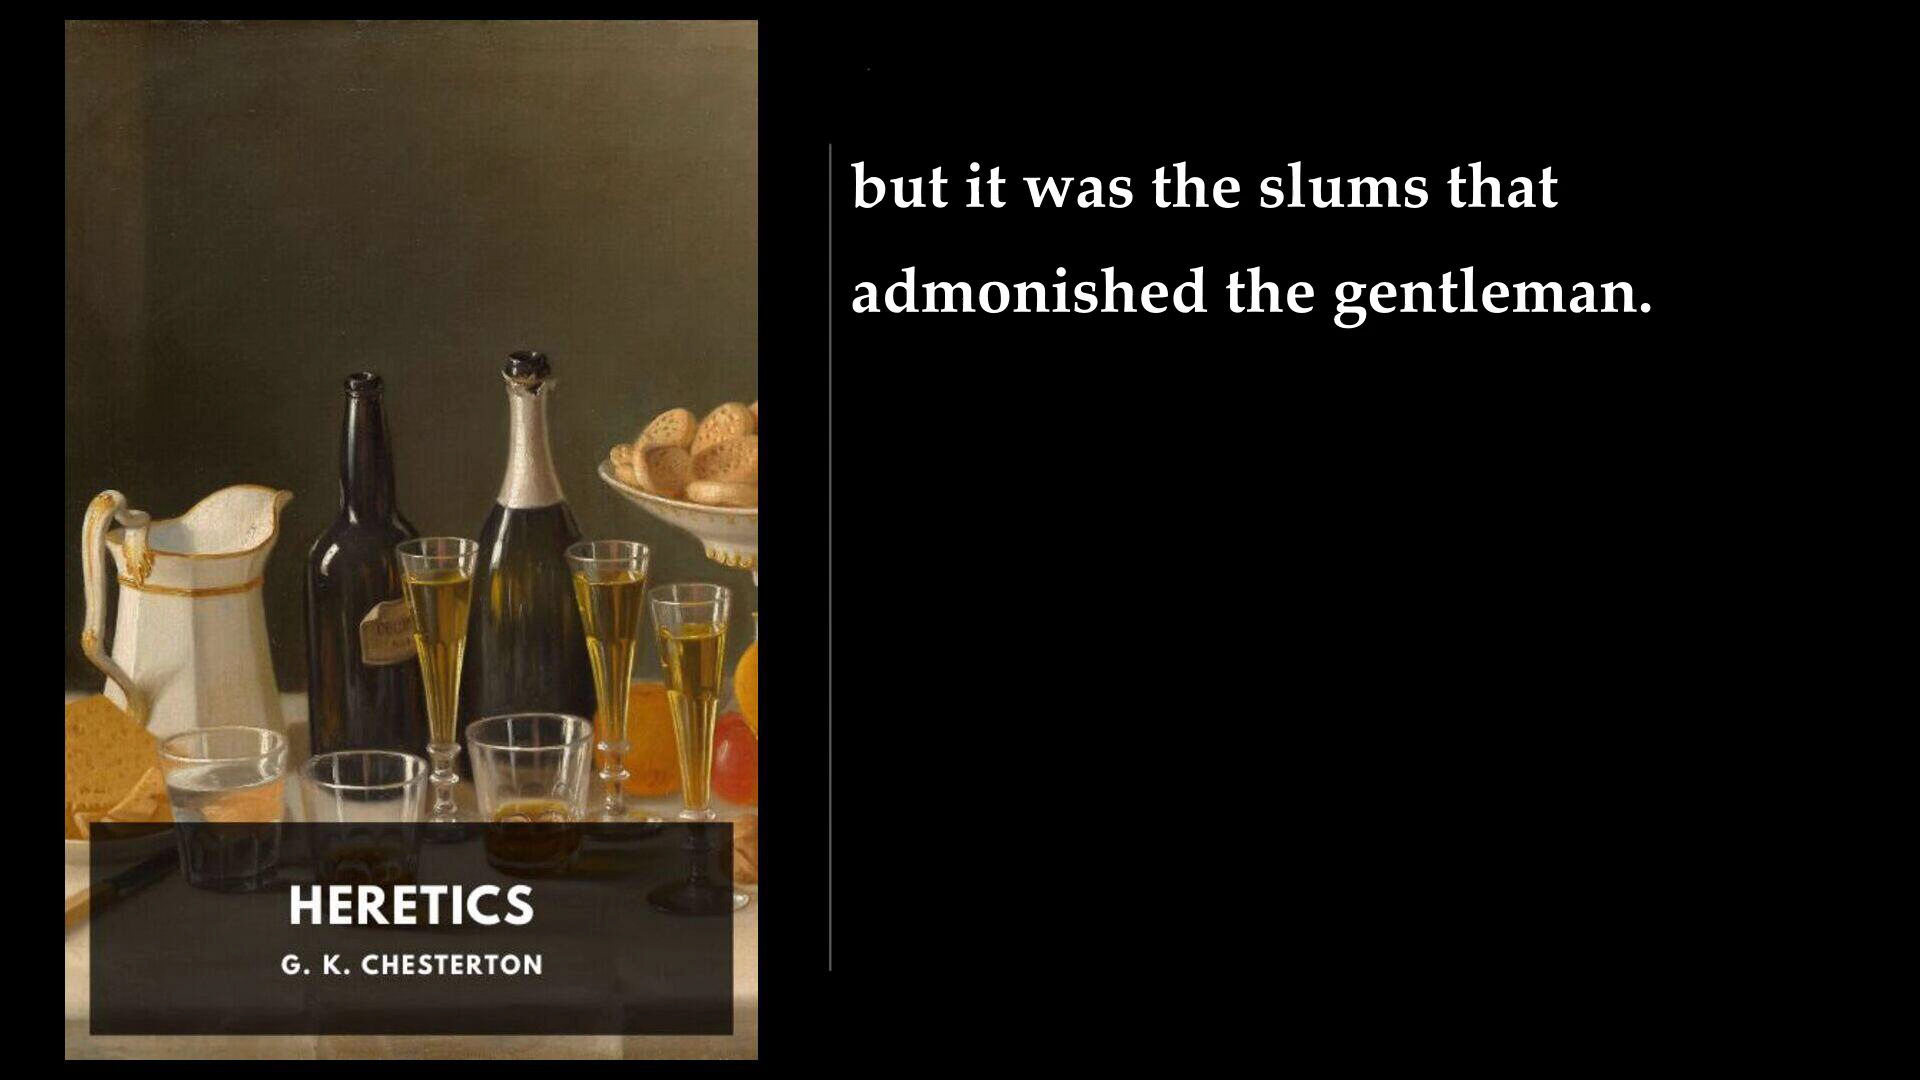 but it was the slums that
admonished the gentleman.
HERETICS
G. K. CHESTERTON